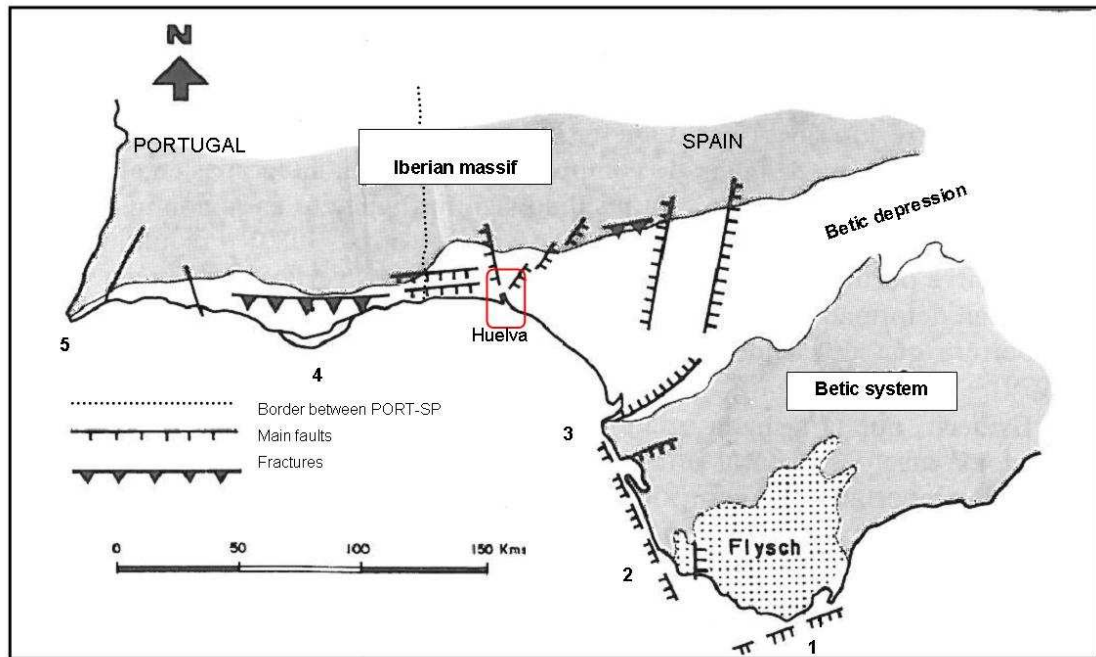 N
PORTUGAL
SPAIN
Iberian massif
Betic depression
Huelva
5
4
Betic system
3
Border between PORT-SP
Main faults
Fractures
0 50 100 150 Kms
Flysch
2
1